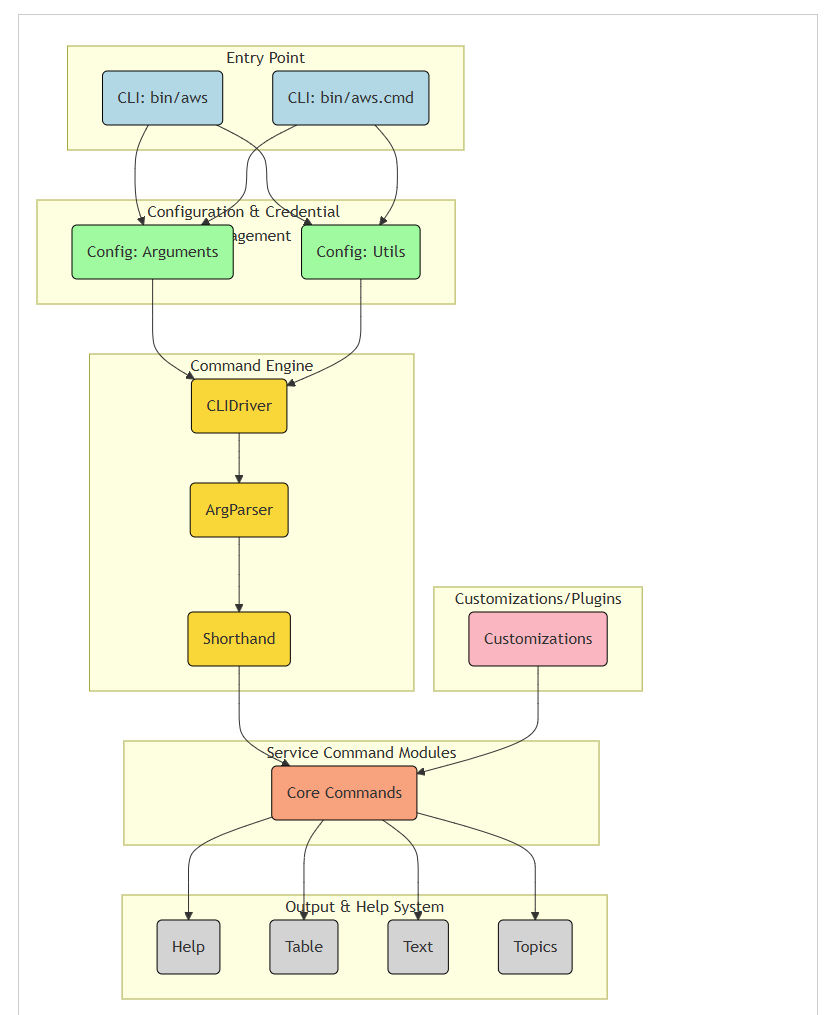 Entry Point
CLI: bin/aws
CLI: bin/aws.cmd
Configuration & Credential
agement
Config: Arguments
Config: Utils
Command Engine
CLIDriver
ArgParser
Shorthand
Customizations/Plugins
Customizations
Service Command Modules
Core Commands
Output & Help System
Help
Table
Text
Topics